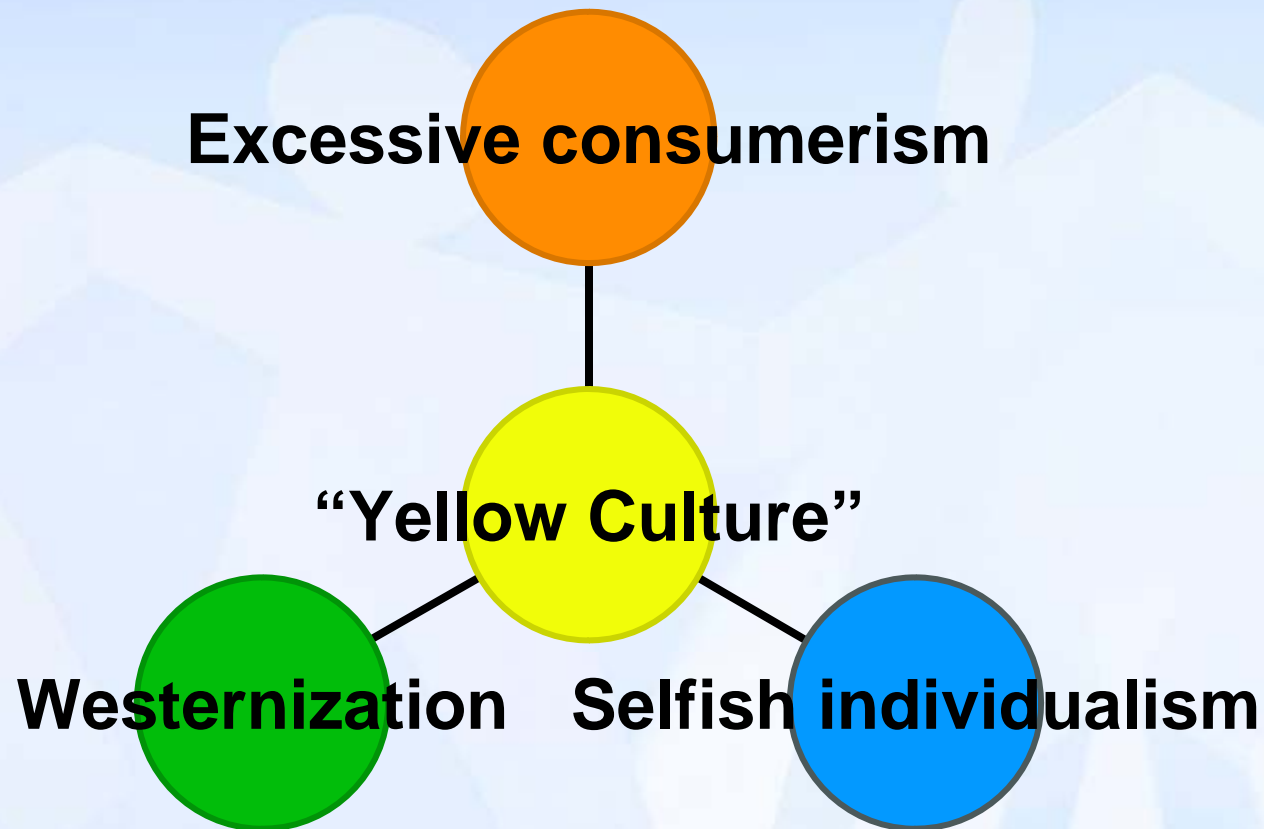 Excessive consumerism
“Yellow Culture”
Westernization
Selfish individualism